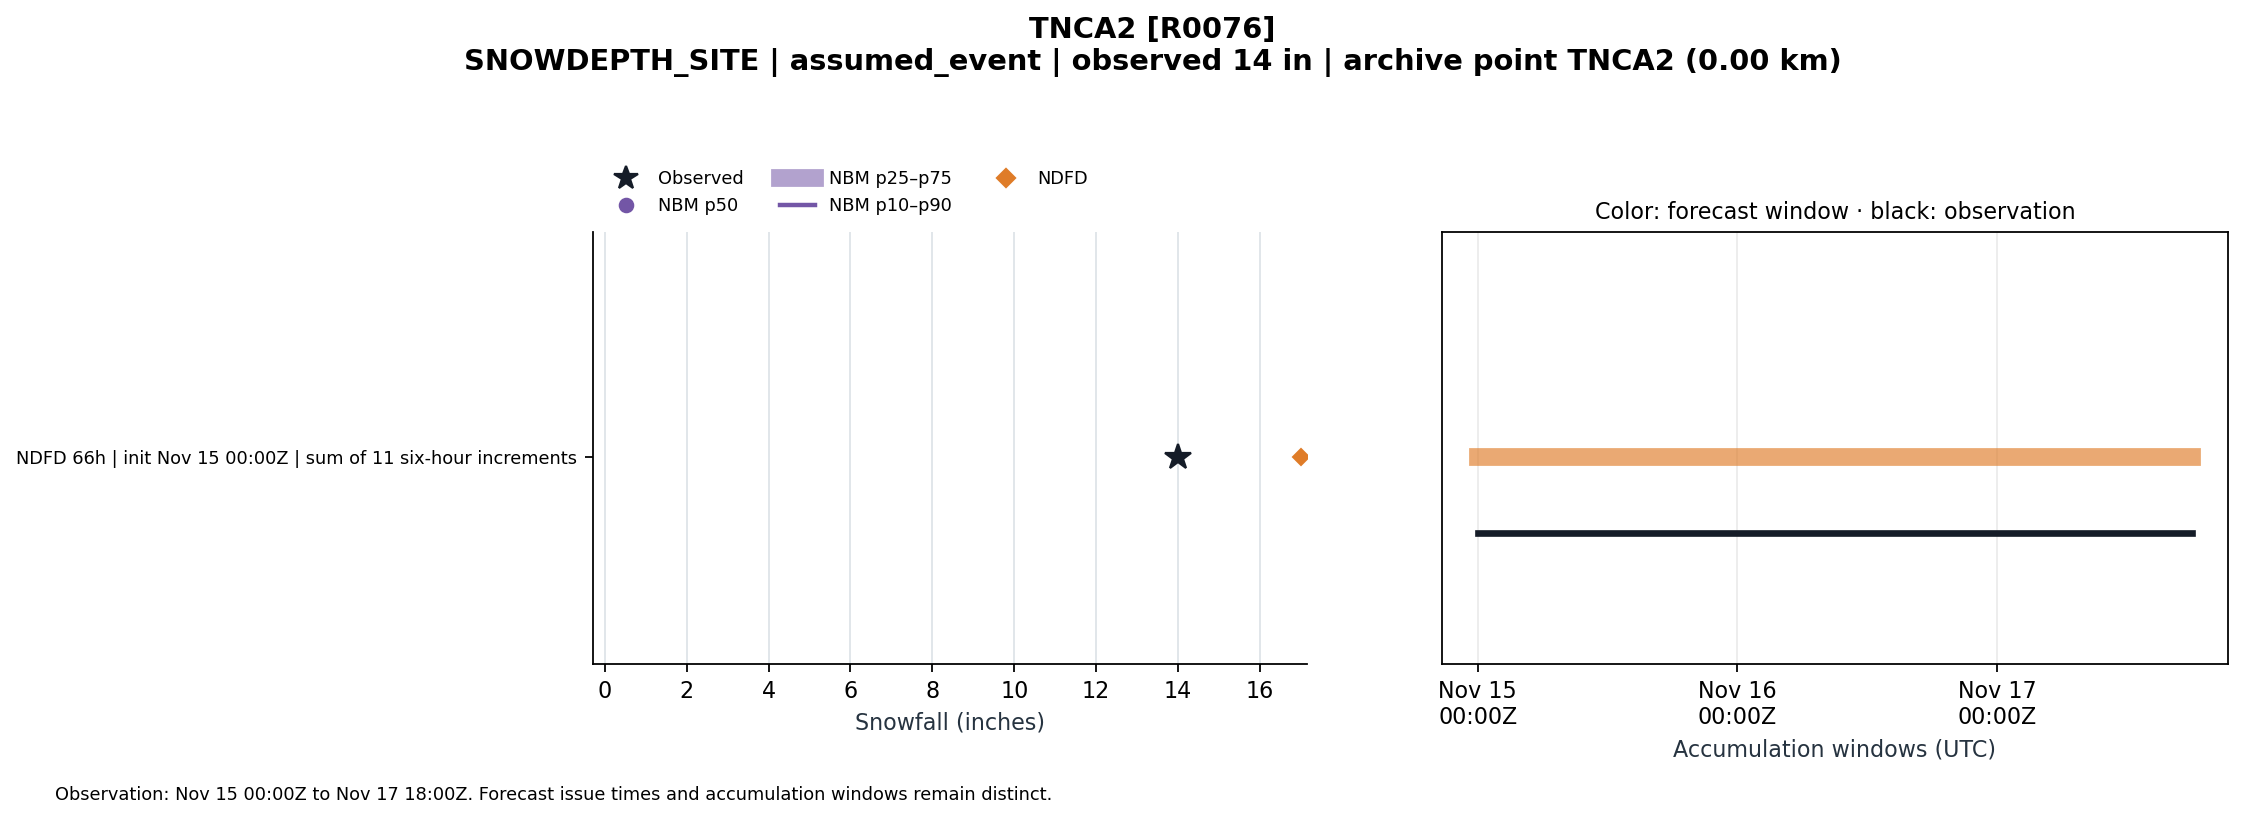 TNCA2 [R0076]
SNOWDEPTH_SITE | assumed_event | observed 14 in | archive point TNCA2 (0.00 km)
Observed
NBM p25–p75
NDFD
NBM p50
NBM p10–p90
Color: forecast window · black: observation
NDFD 66h | init Nov 15 00:00Z | sum of 11 six-hour increments
0 2 4 6 8 10 12 14 16
Snowfall (inches)
Nov 15 Nov 16 Nov 17
00:00Z 00:00Z 00:00Z
Accumulation windows (UTC)
Observation: Nov 15 00:00Z to Nov 17 18:00Z. Forecast issue times and accumulation windows remain distinct.